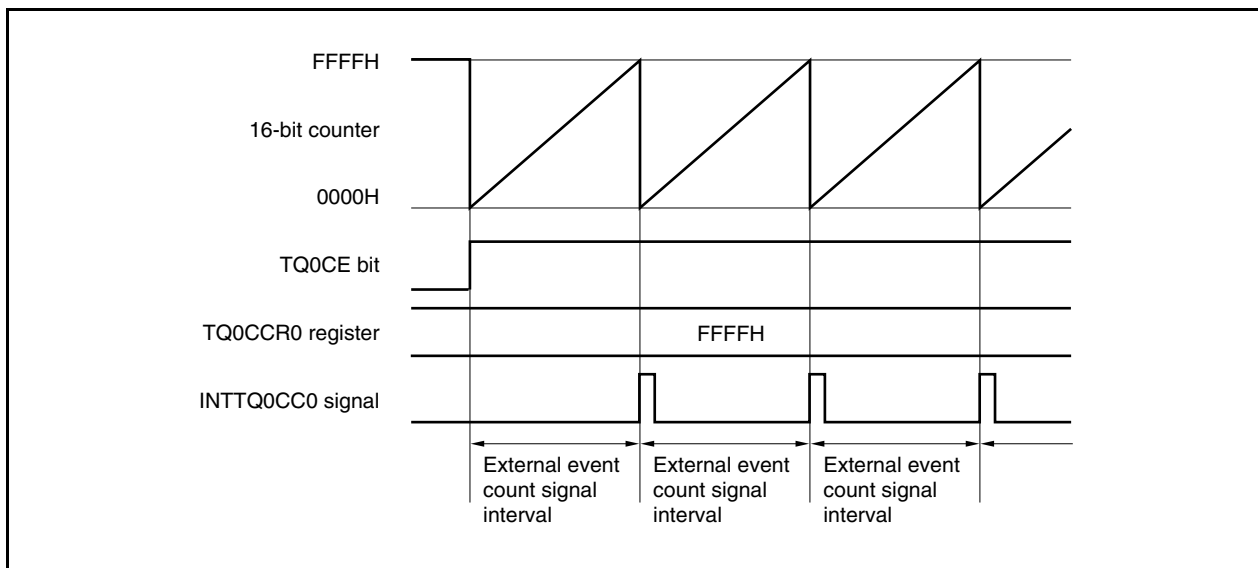 FFFFH
16-bit counter
0000H
TQ0CE bit
TQ0CCR0 register
FFFFH
INTTQ0CC0 signal
External event
count signal
interval
External event
count signal
interval
External event
count signal
interval